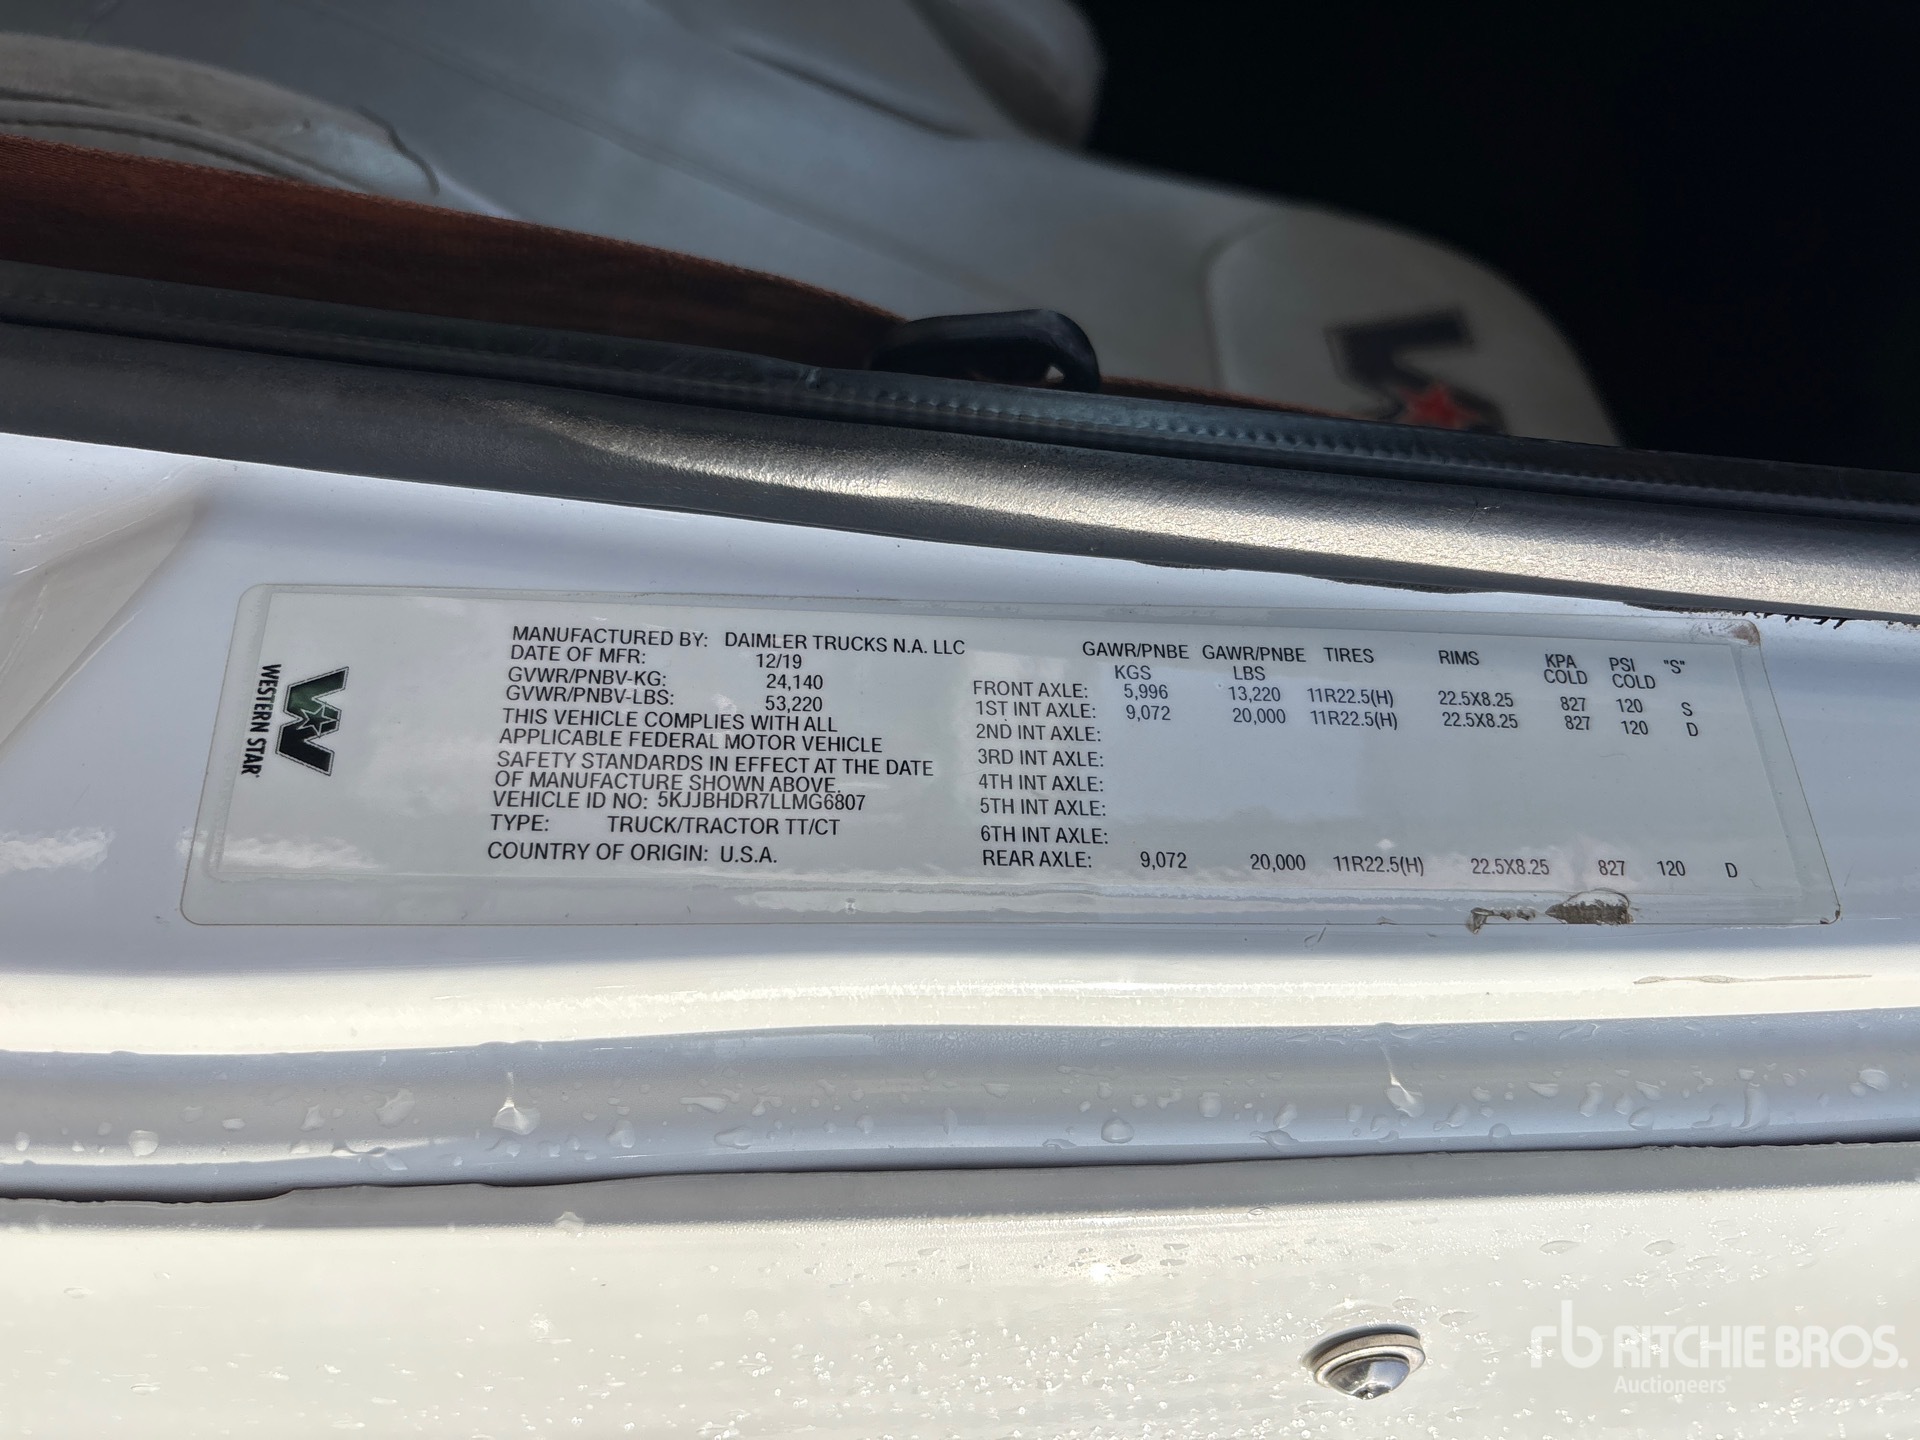 WESTERN STAR
MANUFACTURED BY: DAIMLER TRUCKS N.A. LLC
DATE OF MFR: 12/19
GVWR/PNBV-KG: 24,140
GVWR/PNBV-LBS: 53,220
THIS VEHICLE COMPLIES WITH ALL
APPLICABLE FEDERAL MOTOR VEHICLE
SAFETY STANDARDS IN EFFECT AT THE DATE
OF MANUFACTURE SHOWN ABOVE.
VEHICLE ID NO: 5KJJBHDR7LLMG6807
TYPE: TRUCK/TRACTOR TT/CT
COUNTRY OF ORIGIN: U.S.A.
GAWR/PNBE GAWR/PNBE TIRES RIMS KPA PSI "S"
KGS LBS COLD COLD
FRONT AXLE: 5,996 13,220 11R22.5(H) 22.5X8.25 827 120 S
1ST INT AXLE: 9,072 20,000 11R22.5(H) 22.5X8.25 827 120 D
2ND INT AXLE:
3RD INT AXLE:
4TH INT AXLE:
5TH INT AXLE:
6TH INT AXLE:
REAR AXLE: 9,072 20,000 11R22.5(H) 22.5X8.25 827 120 D
rb RITCHIE BROS.
Auctioneers